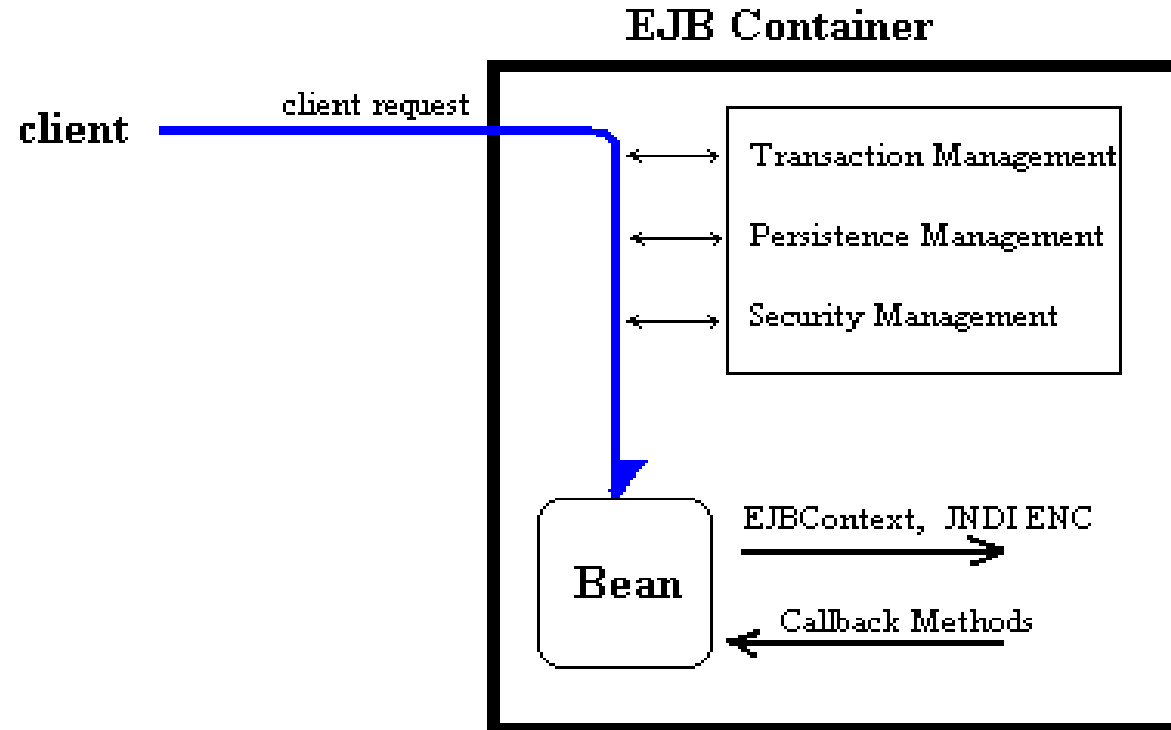 EJB Container
client request
client
Transaction Management
Persistence Management
Security Management
EJBContext, JNDI ENC
Bean
Callback Methods